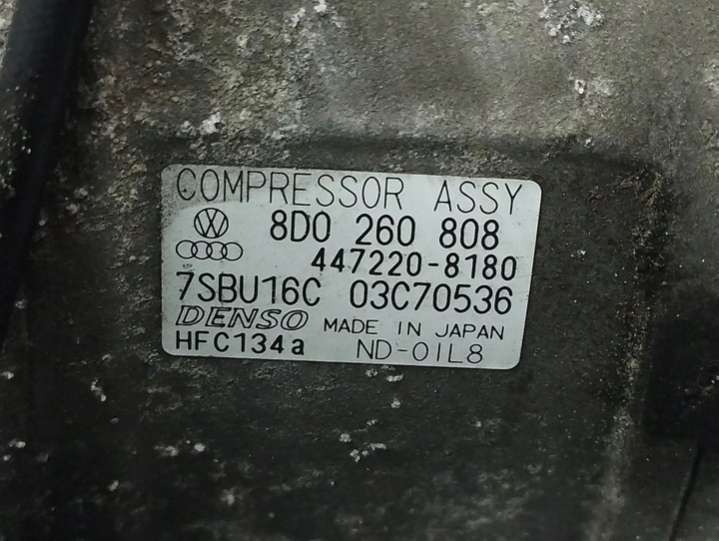 COMPRESSOR ASSY
8D0 260 808
447220-8180
7SBU16C 03C70536
DENSO MADE IN JAPAN
HFC134a ND-OIL8